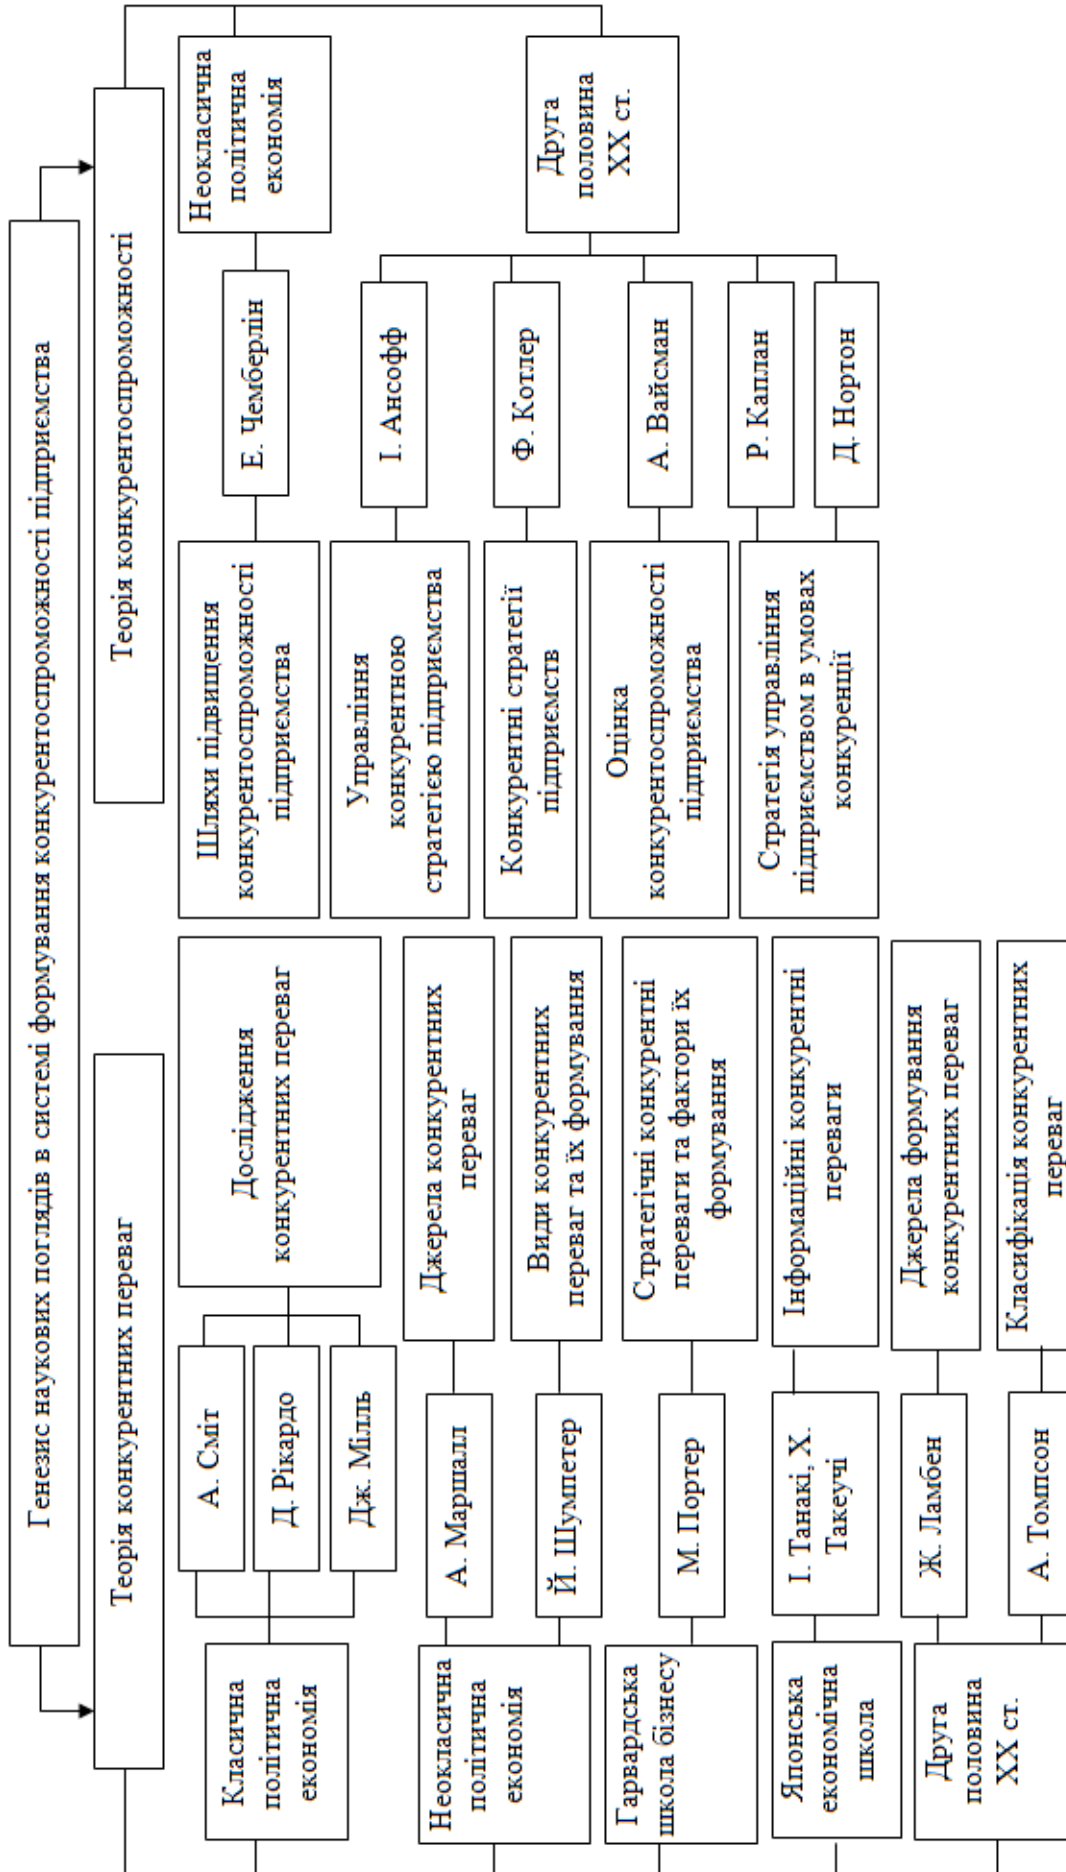 Генезис наукових поглядів в системі формування конкурентоспроможності підприємства
Теорія конкурентних переваг
Теорія конкурентоспроможності
Класична
політична
економія
А. Сміт
Д. Рікардо
Дж. Мілль
Дослідження
конкурентних переваг
Неокласична
політична
економія
А. Маршалл
Джерела конкурентних
переваг
Й. Шумпетер
Види конкурентних
переваг та їх формування
Гарвардська
школа бізнесу
М. Портер
Стратегічні конкурентні
переваги та фактори їх
формування
Японська
економічна
школа
І. Танакі, Х.
Такеучі
Інформаційні конкурентні
переваги
Друга
половина
ХХ ст.
Ж. Ламбен
Джерела формування
конкурентних переваг
А. Томпсон
Класифікація конкурентних
переваг
Шляхи підвищення
конкурентоспроможності
підприємства
Е. Чемберлін
Неокласична
політична
економія
Управління
конкурентною
стратегією підприємства
І. Ансофф
Конкурентні стратегії
підприємств
Ф. Котлер
Оцінка
конкурентоспроможності
підприємства
А. Вайсман
Стратегія управління
підприємством в умовах
конкуренції
Р. Каплан
Д. Нортон
Друга
половина
ХХ ст.